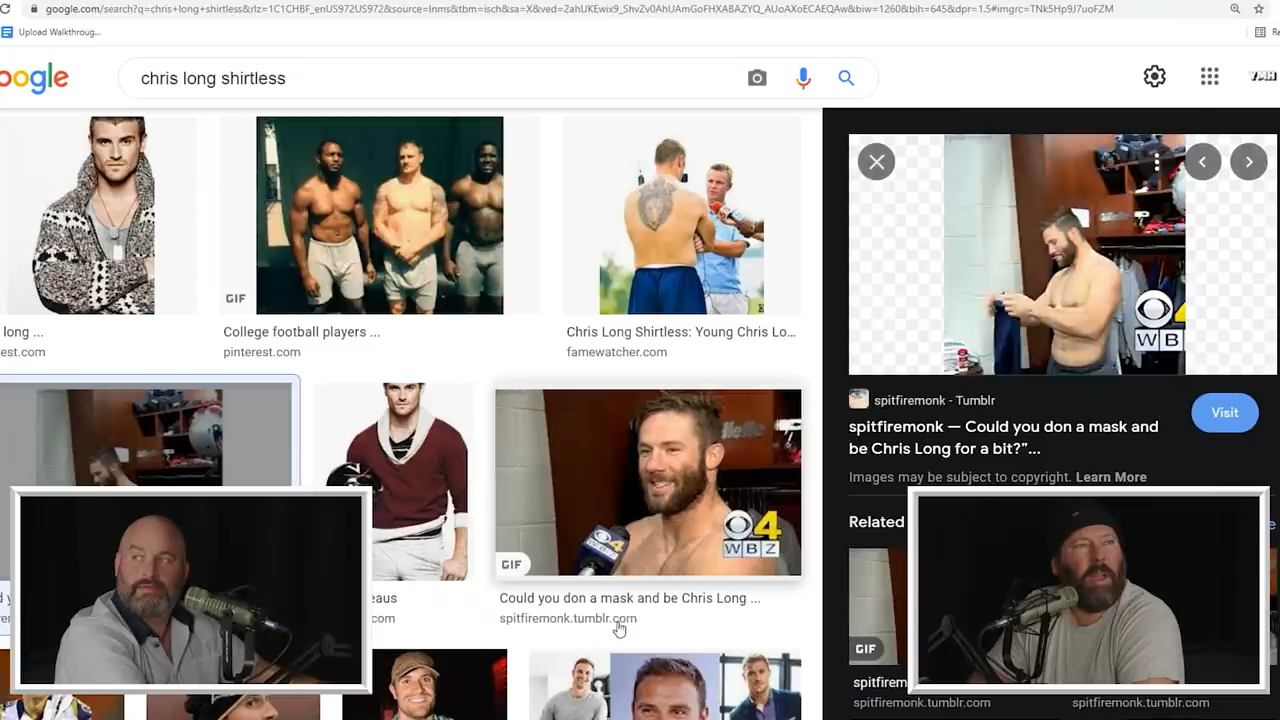 google.com/search?q=chris+long+shirtless&rlz=1C1CHBF_enUS972US972&source=lnms&tbm=isch&sa=X&ved=2ahUKEwix9_ShvZv0AhUAmGoFHXABAZYQ_AUoAXoECAEQAw&biw=1260&bih=645&dpr=1.5#imgrc=TNk5Hp9J7uoFZM
Upload Walkthroug...
Re
oogle
chris long shirtless
YMH
GIF
long ...
est.com
College football players ...
pinterest.com
Chris Long Shirtless: Young Chris Lo...
famewatcher.com
WB
spitfiremonk - Tumblr
spitfiremonk — Could you don a mask and
be Chris Long for a bit?”...
Visit
Images may be subject to copyright. Learn More
4
WBZ
GIF
eaus
com
Could you don a mask and be Chris Long ...
spitfiremonk.tumblr.com
Related
GIF
spitfirem
spitfiremonk.tumblr.com
spitfiremonk.tumblr.com